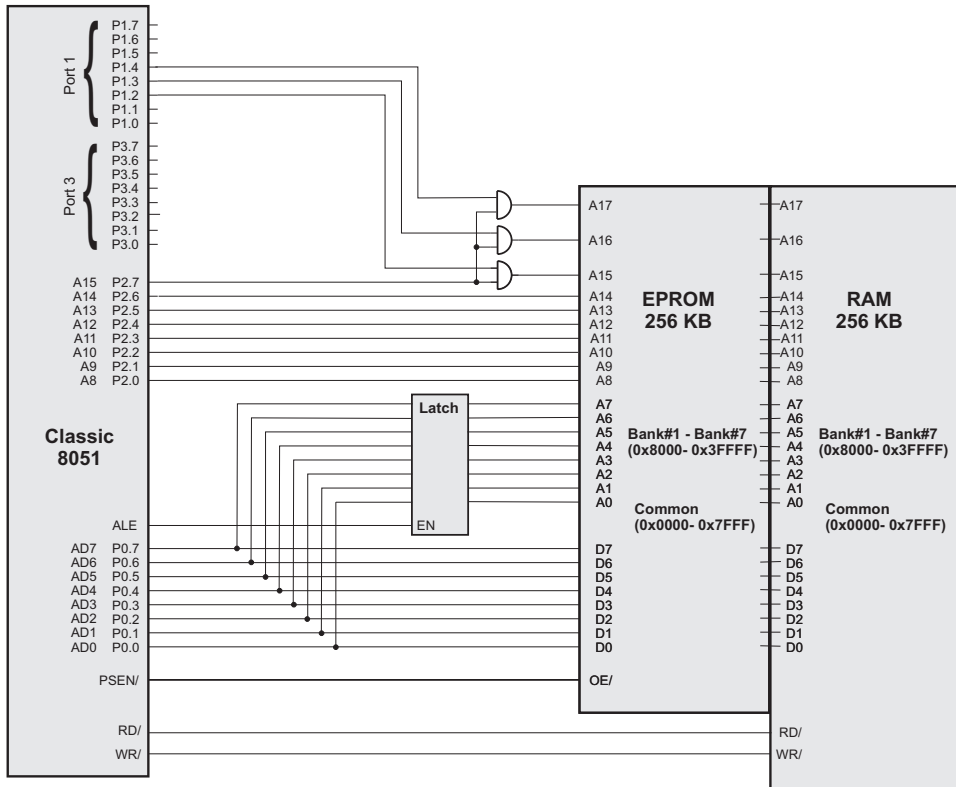 Port 1
P1.7
P1.6
P1.5
P1.4
P1.3
P1.2
P1.1
P1.0
Port 3
P3.7
P3.6
P3.5
P3.4
P3.3
P3.2
P3.1
P3.0
A15 P2.7
A14 P2.6
A13 P2.5
A12 P2.4
A11 P2.3
A10 P2.2
A9 P2.1
A8 P2.0
Classic
8051
ALE
AD7 P0.7
AD6 P0.6
AD5 P0.5
AD4 P0.4
AD3 P0.3
AD2 P0.2
AD1 P0.1
AD0 P0.0
PSEN/
RD/
WR/
Latch
EN
A17
A16
A15
A14
A13
A12
A11
A10
A9
A8
A7
A6
A5
A4
A3
A2
A1
A0
D7
D6
D5
D4
D3
D2
D1
D0
OE/
EPROM
256 KB
Bank#1 - Bank#7
(0x8000- 0x3FFFF)
Common
(0x0000- 0x7FFF)
A17
A16
A15
A14
A13
A12
A11
A10
A9
A8
A7
A6
A5
A4
A3
A2
A1
A0
D7
D6
D5
D4
D3
D2
D1
D0
RD/
WR/
RAM
256 KB
Bank#1 - Bank#7
(0x8000- 0x3FFFF)
Common
(0x0000- 0x7FFF)